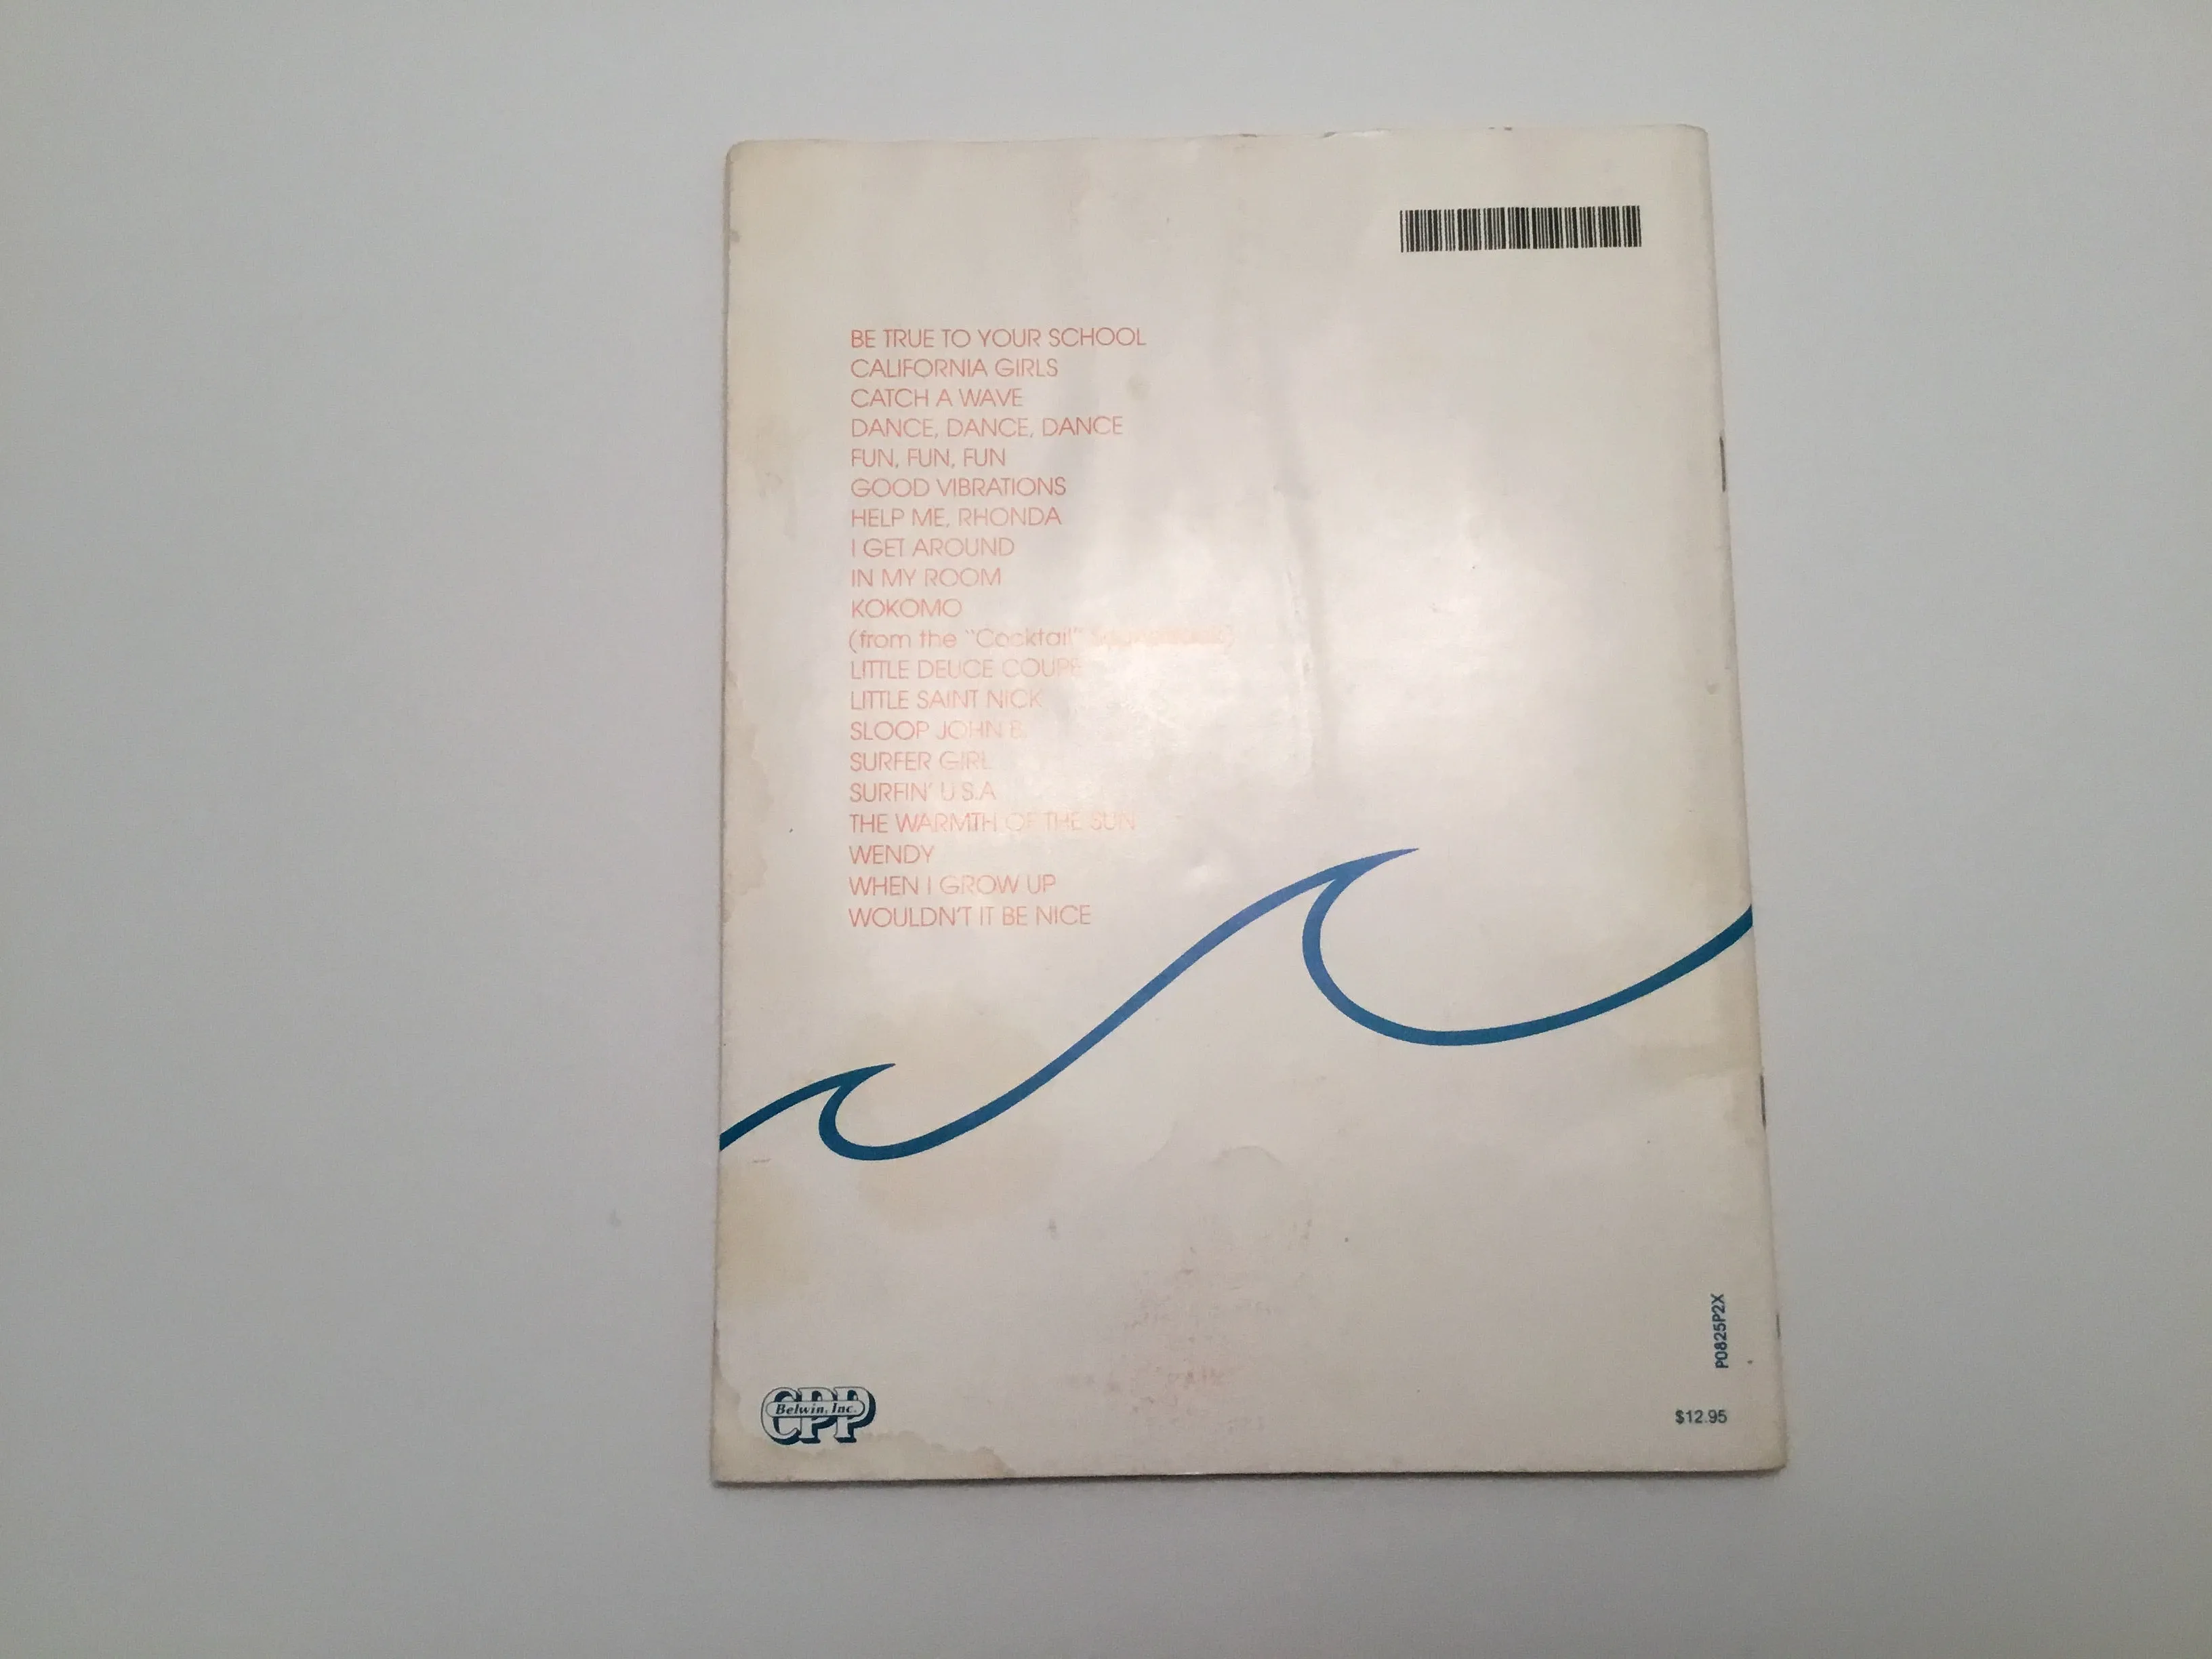 BE TRUE TO YOUR SCHOOL
CALIFORNIA GIRLS
CATCH A WAVE
DANCE, DANCE, DANCE
FUN, FUN, FUN
GOOD VIBRATIONS
HELP ME, RHONDA
I GET AROUND
IN MY ROOM
KOKOMO
(from the "Cocktail" Soundtrack)
LITTLE DEUCE COUPE
LITTLE SAINT NICK
SLOOP JOHN B.
SURFER GIRL
SURFIN' U.S.A
THE WARMTH OF THE SUN
WENDY
WHEN I GROW UP
WOULDN'T IT BE NICE
P0825P2X
CPP
Belwin, Inc.
$12.95